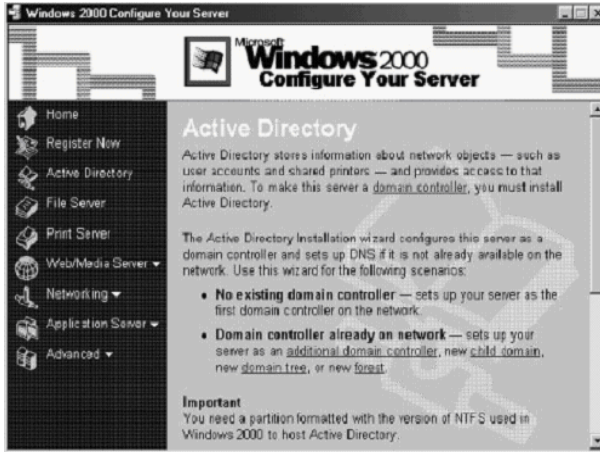 Windows 2000 Configure Your Server
Microsoft
Windows 2000
Configure Your Server
Home
Register Now
Active Directory
File Server
Print Server
Web/Media Server
Networking
Application Server
Advanced
Active Directory
Active Directory stores information about network objects — such as
user accounts and shared printers — and provides access to that
information. To make this server a domain controller, you must install
Active Directory.
The Active Directory Installation wizard configures this server as a
domain controller and sets up DNS if it is not already available on the
network. Use this wizard for the following scenarios:
• No existing domain controller — sets up your server as the
first domain controller on the network.
• Domain controller already on network — sets up your
server as an additional domain controller, new child domain,
new domain tree, or new forest.
Important
You need a partition formatted with the version of NTFS used in
Windows 2000 to host Active Directory.